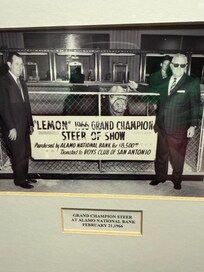 "LEMON" 1966 GRAND CHAMPION
STEER OF SHOW
Purchased by ALAMO NATIONAL BANK for $8,500⁰⁰
Donated to BOYS CLUB OF SAN ANTONIO
GRAND CHAMPION STEER
AT ALAMO NATIONAL BANK
FEBRUARY 21, 1966